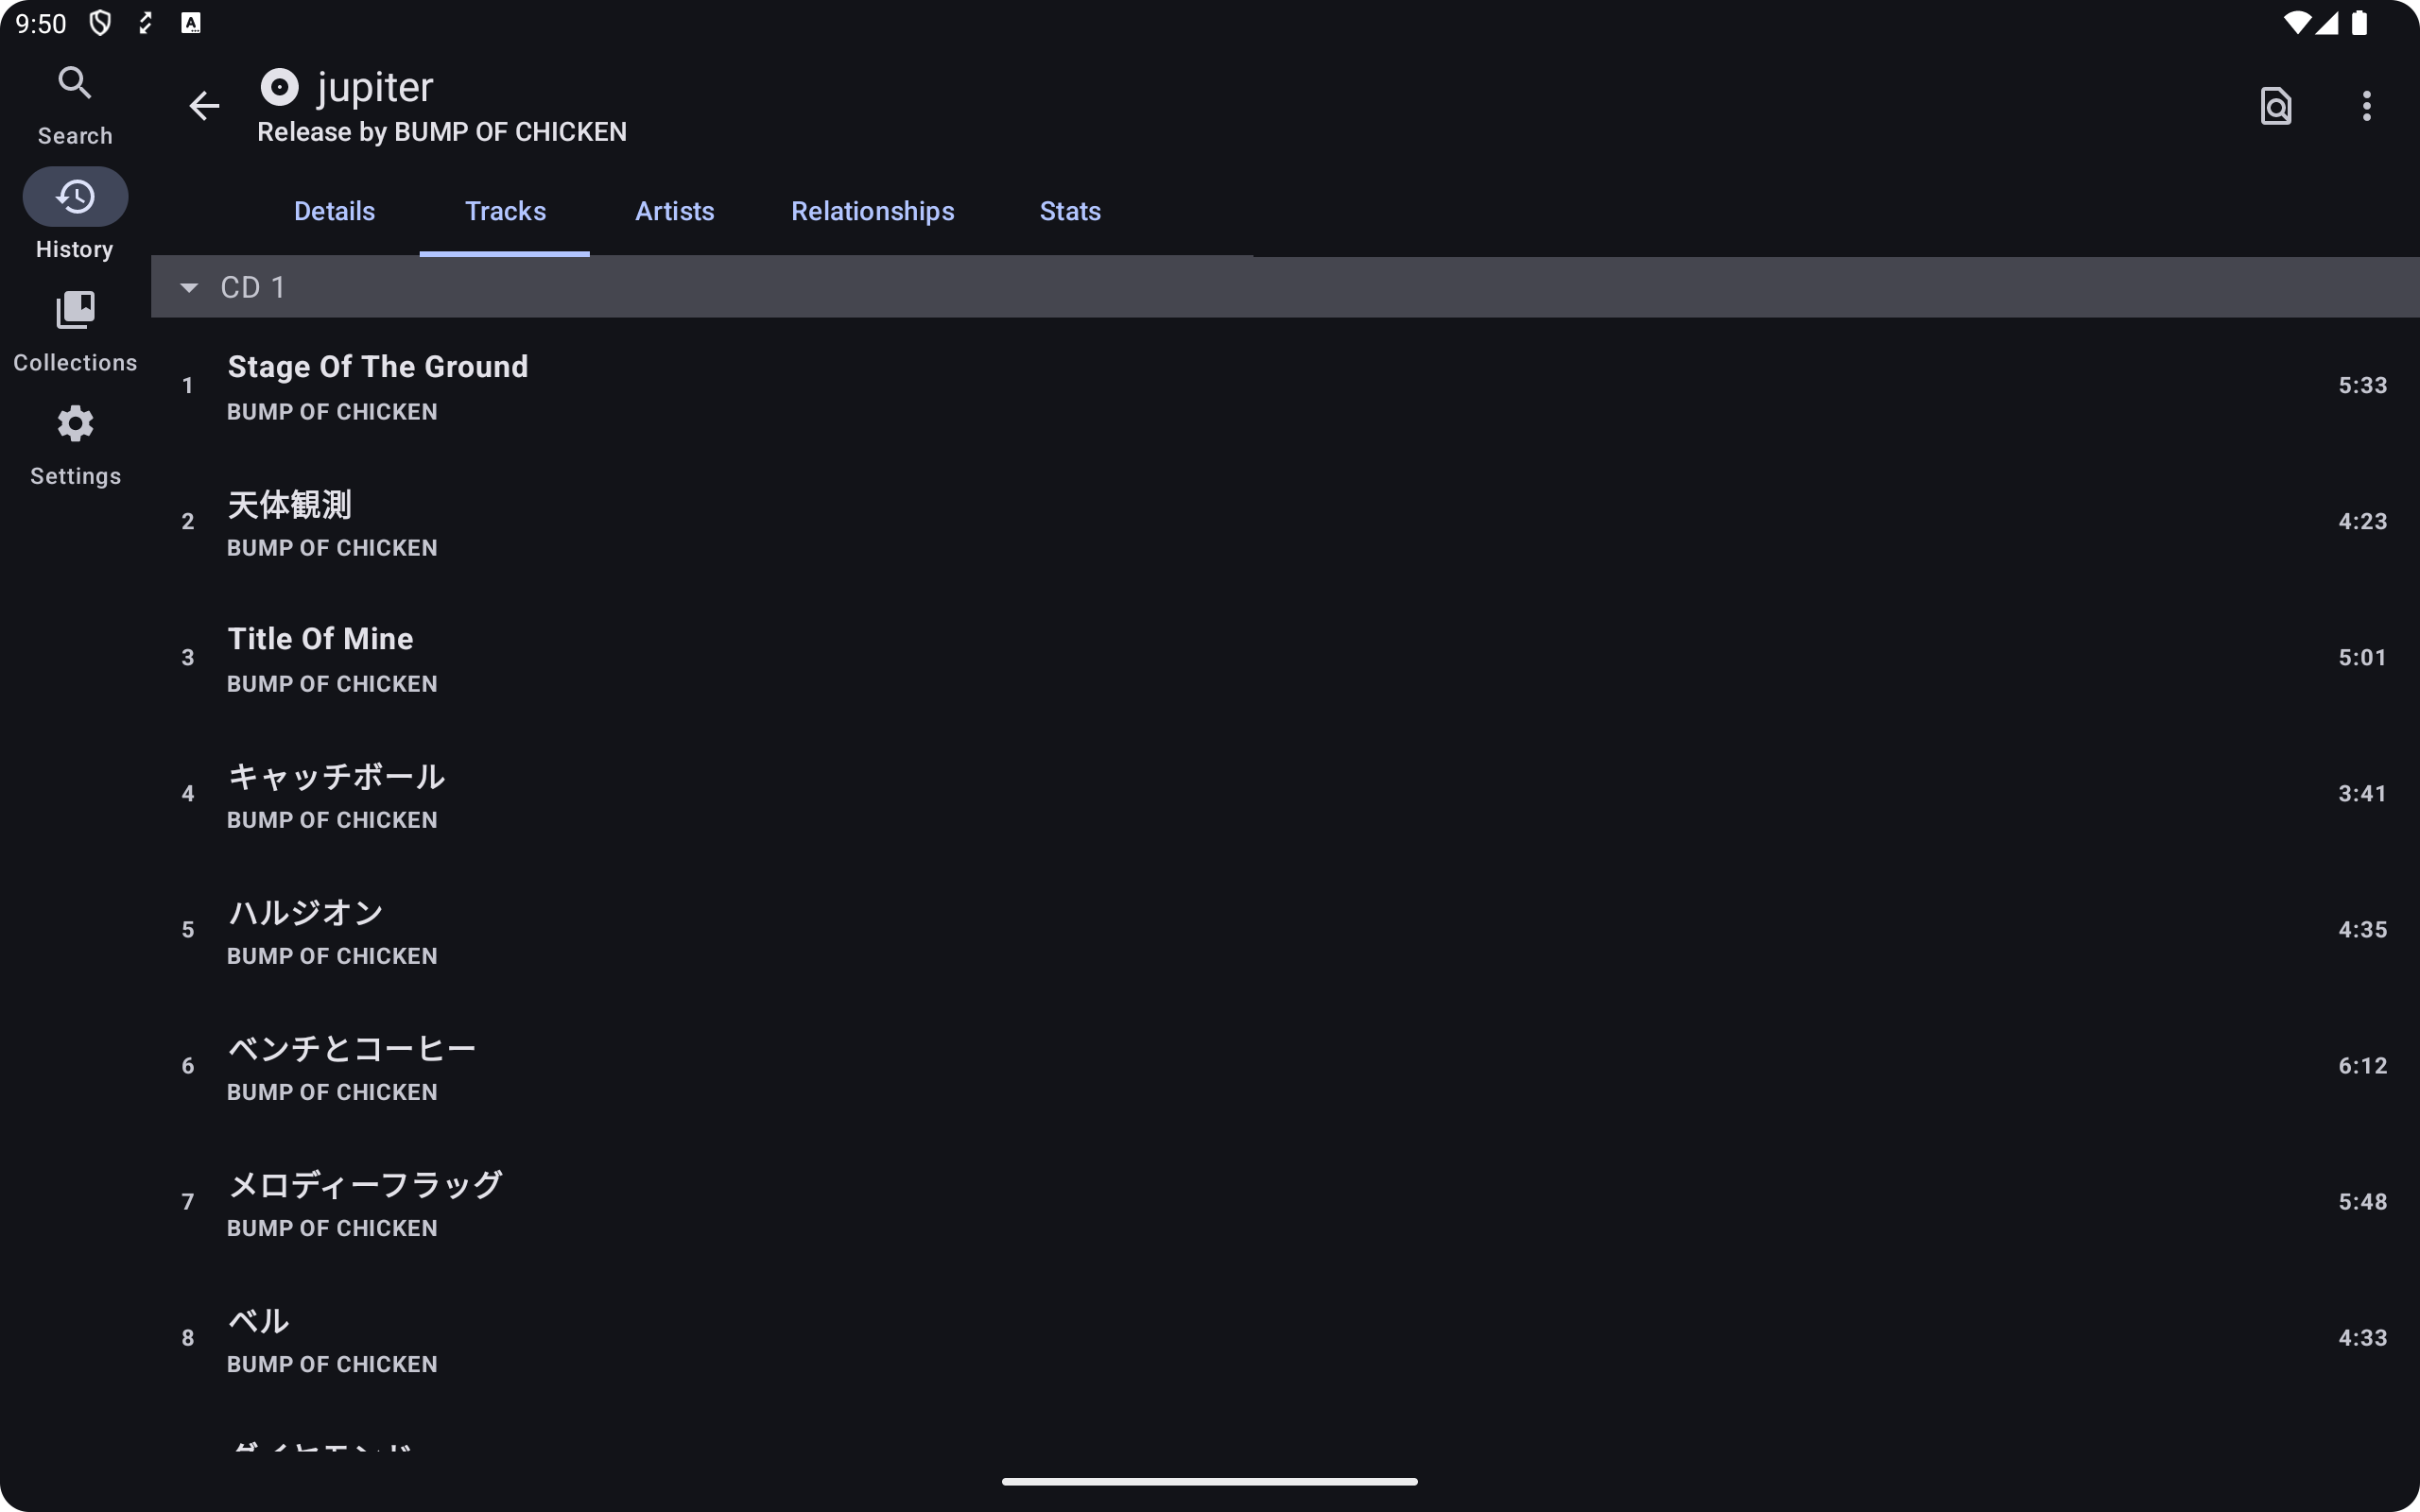 9:50
Search
History
Collections
Settings
jupiter
Release by BUMP OF CHICKEN
Details Tracks Artists Relationships Stats
CD 1
1 Stage Of The Ground 5:33
BUMP OF CHICKEN
2 天体観測 4:23
BUMP OF CHICKEN
3 Title Of Mine 5:01
BUMP OF CHICKEN
4 キャッチボール 3:41
BUMP OF CHICKEN
5 ハルジオン 4:35
BUMP OF CHICKEN
6 ベンチとコーヒー 6:12
BUMP OF CHICKEN
7 メロディーフラッグ 5:48
BUMP OF CHICKEN
8 ベル 4:33
BUMP OF CHICKEN